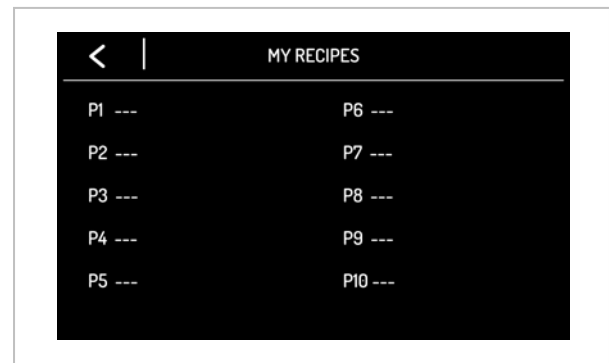 MY RECIPES
P1 ---
P2 ---
P3 ---
P4 ---
P5 ---
P6 ---
P7 ---
P8 ---
P9 ---
P10 ---